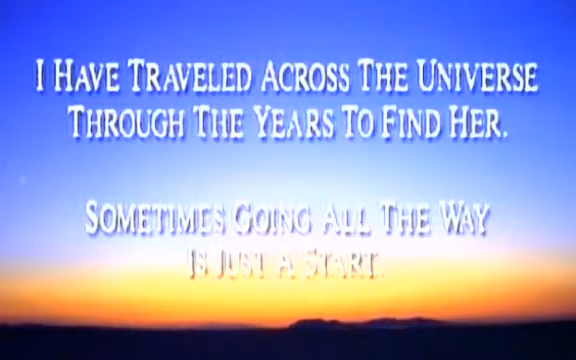 I HAVE TRAVELED ACROSS THE UNIVERSE
THROUGH THE YEARS TO FIND HER.
SOMETIMES GOING ALL THE WAY
IS JUST A START.